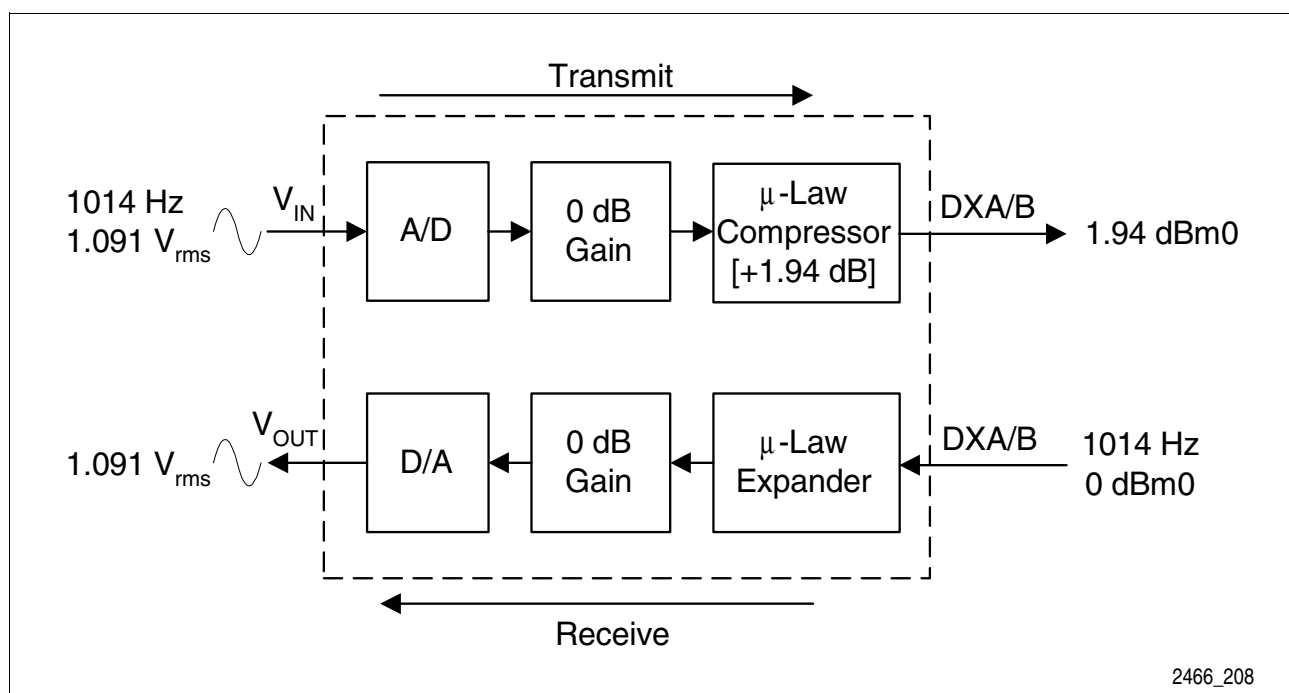 Transmit
1014 Hz
1.091 Vrms
VIN
A/D
0 dB
Gain
μ-Law
Compressor
[+1.94 dB]
DXA/B
1.94 dBm0
1.091 Vrms
VOUT
D/A
0 dB
Gain
μ-Law
Expander
DXA/B
1014 Hz
0 dBm0
Receive
2466_208